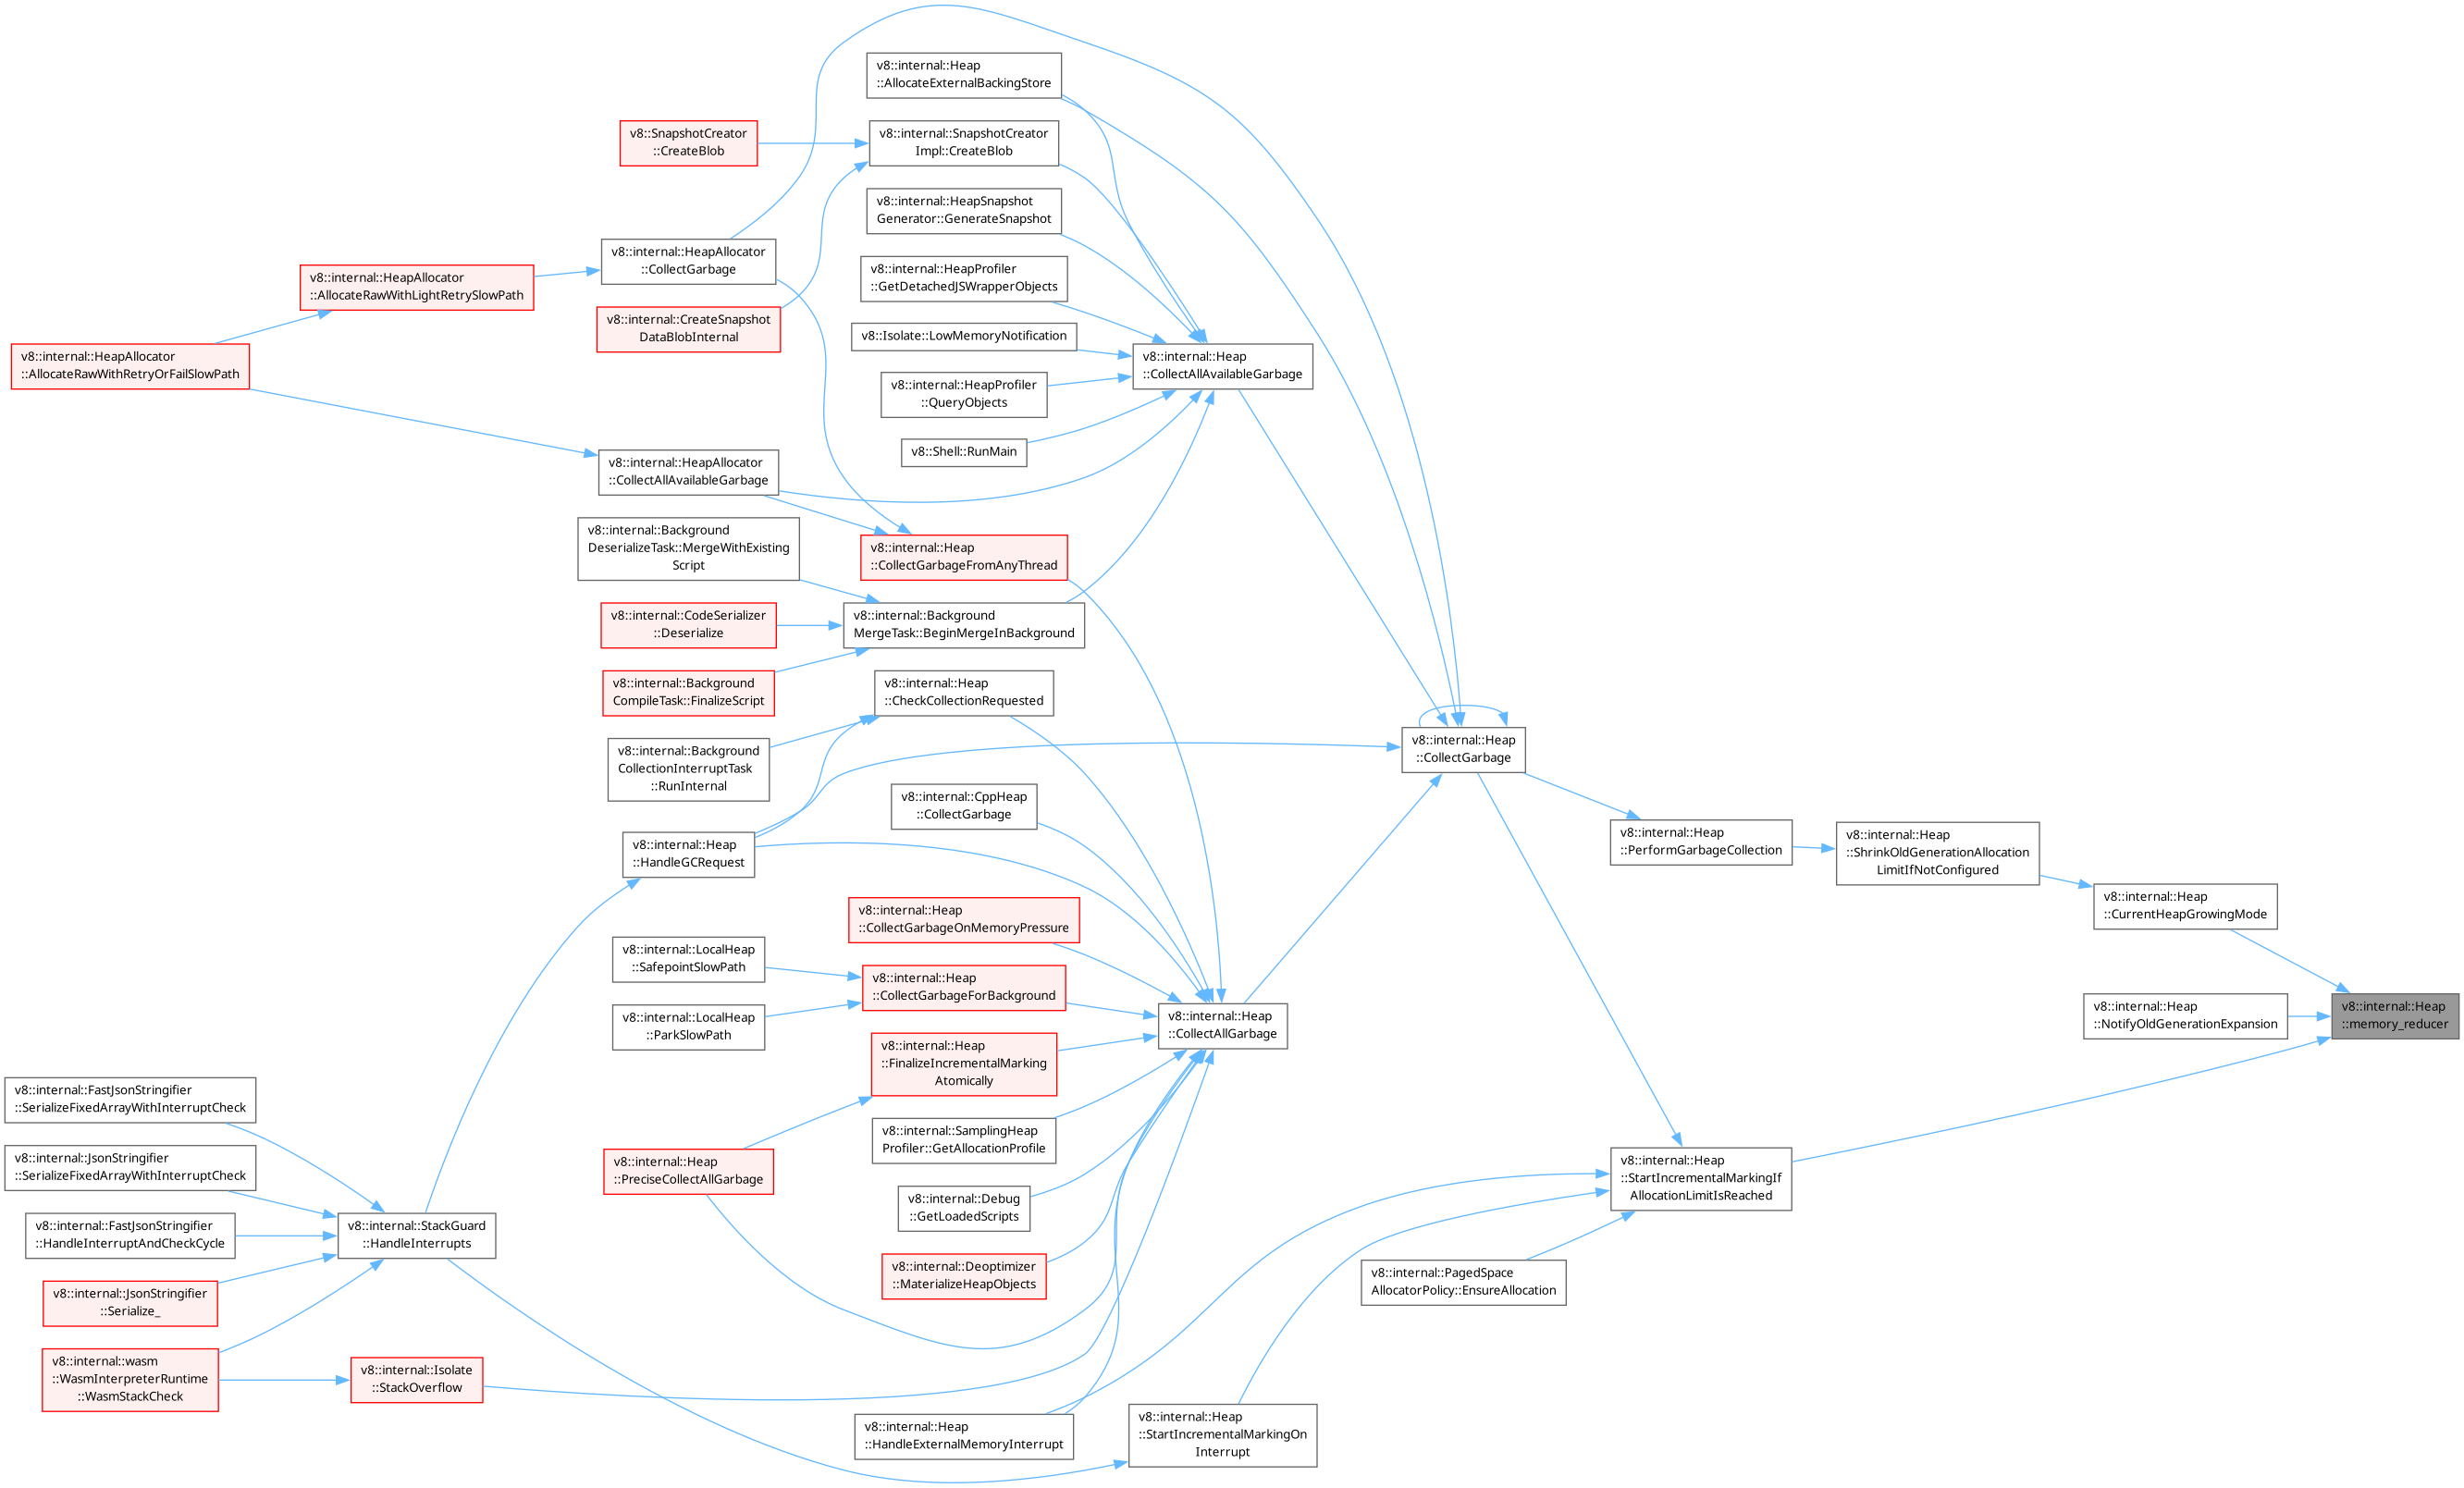 v8::internal::Heap
::AllocateExternalBackingStore
v8::SnapshotCreator
::CreateBlob
v8::internal::SnapshotCreator
Impl::CreateBlob
v8::internal::HeapSnapshot
Generator::GenerateSnapshot
v8::internal::HeapAllocator
::CollectGarbage
v8::internal::HeapProfiler
::GetDetachedJSWrapperObjects
v8::internal::HeapAllocator
::AllocateRawWithLightRetrySlowPath
v8::internal::CreateSnapshot
DataBlobInternal
v8::Isolate::LowMemoryNotification
v8::internal::HeapAllocator
::AllocateRawWithRetryOrFailSlowPath
v8::internal::Heap
::CollectAllAvailableGarbage
v8::internal::HeapProfiler
::QueryObjects
v8::Shell::RunMain
v8::internal::HeapAllocator
::CollectAllAvailableGarbage
v8::internal::Background
DeserializeTask::MergeWithExisting
Script
v8::internal::Heap
::CollectGarbageFromAnyThread
v8::internal::CodeSerializer
::Deserialize
v8::internal::Background
MergeTask::BeginMergeInBackground
v8::internal::Background
CompileTask::FinalizeScript
v8::internal::Heap
::CheckCollectionRequested
v8::internal::Background
CollectionInterruptTask
::RunInternal
v8::internal::Heap
::CollectGarbage
v8::internal::CppHeap
::CollectGarbage
v8::internal::Heap
::HandleGCRequest
v8::internal::Heap
::PerformGarbageCollection
v8::internal::Heap
::ShrinkOldGenerationAllocation
LimitIfNotConfigured
v8::internal::Heap
::CurrentHeapGrowingMode
v8::internal::Heap
::CollectGarbageOnMemoryPressure
v8::internal::LocalHeap
::SafepointSlowPath
v8::internal::Heap
::CollectGarbageForBackground
v8::internal::LocalHeap
::ParkSlowPath
v8::internal::Heap
::CollectAllGarbage
v8::internal::Heap
::NotifyOldGenerationExpansion
v8::internal::Heap
::memory_reducer
v8::internal::Heap
::FinalizeIncrementalMarking
Atomically
v8::internal::FastJsonStringifier
::SerializeFixedArrayWithInterruptCheck
v8::internal::SamplingHeap
Profiler::GetAllocationProfile
v8::internal::JsonStringifier
::SerializeFixedArrayWithInterruptCheck
v8::internal::Heap
::PreciseCollectAllGarbage
v8::internal::Heap
::StartIncrementalMarkingIf
AllocationLimitIsReached
v8::internal::Debug
::GetLoadedScripts
v8::internal::FastJsonStringifier
::HandleInterruptAndCheckCycle
v8::internal::StackGuard
::HandleInterrupts
v8::internal::Deoptimizer
::MaterializeHeapObjects
v8::internal::PagedSpace
AllocatorPolicy::EnsureAllocation
v8::internal::JsonStringifier
::Serialize_
v8::internal::wasm
::WasmInterpreterRuntime
::WasmStackCheck
v8::internal::Isolate
::StackOverflow
v8::internal::Heap
::HandleExternalMemoryInterrupt
v8::internal::Heap
::StartIncrementalMarkingOn
Interrupt